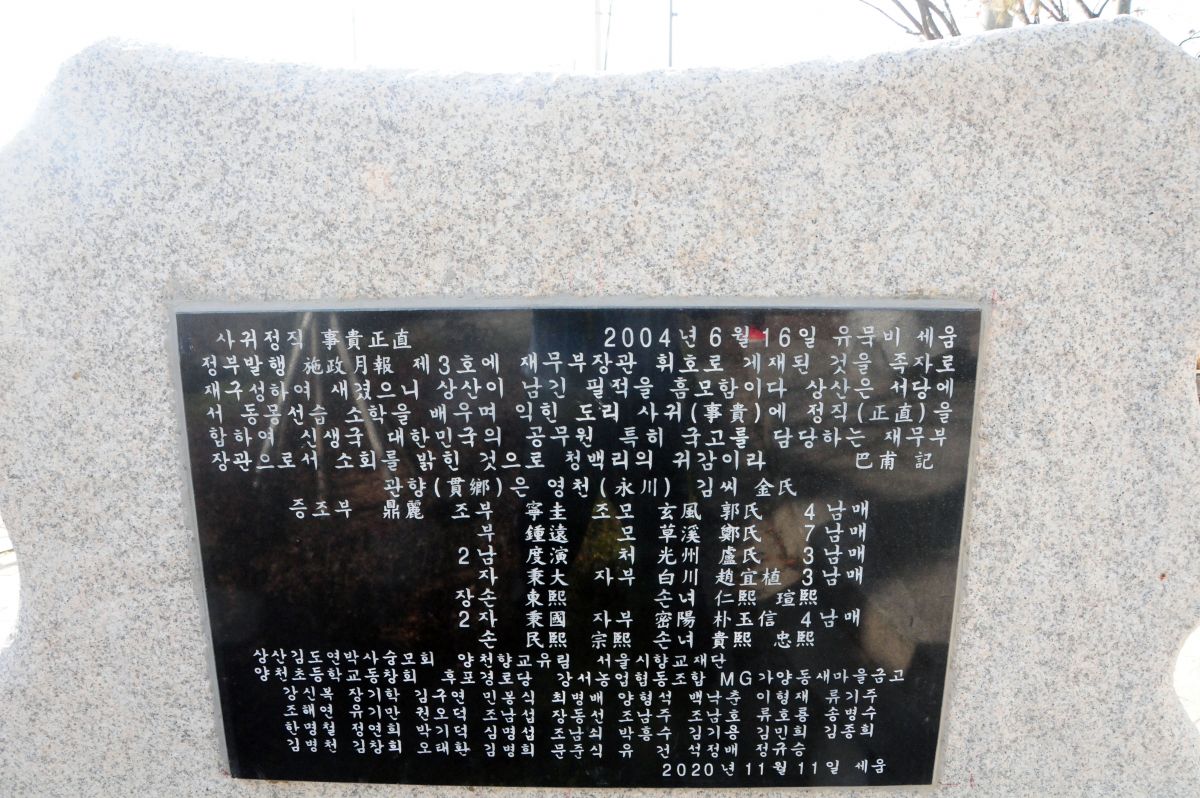 사귀정직 事貴正直 2004년 6월 16일 유묵비 세움
정부발행 施政月報 제3호에 재무부장관 휘호로 게재된 것을 족자로
재구성하여 새겼으니 상산이 남긴 필적을 흠모함이다 상산은 서당에
서 동몽선습 소학을 배우며 익힌 도리 사귀(事貴)에 정직(正直)을
합하여 신생국 대한민국의 공무원 특히 국고를 담당하는 재무부
장관으로서 소회를 밝힌 것으로 청백리의 귀감이라 巴甫 記
관향(貫鄕)은 영천(永川) 김씨 金氏
증조부 鼎麗 조부 寧圭 조모 玄風 郭氏 4남매
부 鍾遠 모 草溪 鄭氏 7남매
2남 度演 처 光州 盧氏 3남매
자 秉大 자부 白川 趙宜植 3남매
장손 東熙 손녀 仁熙 瑄熙
2자 秉國 자부 密陽 朴玉信 4남매
손 民熙 宗熙 손녀 貴熙 忠熙
상산김도연박사숭모회 양천향교유림 서울시향교재단
양천초등학교동창회 후포경로당 강서농업협동조합 MG가양동새마을금고
강신복 장기학 김구연 민몽식 최명배 양형석 백낙춘 이형재 류기주
조해연 유기만 권오덕 조남섭 장동선 조남주 조남호 류호룡 송병수
한명철 정연희 박기덕 심명섭 조남쇠 박흥수 김기용 김민희 김종희
김병천 김창희 오태환 김명희 문준식 유 건 석정배 정규승
2020년 11월 11일 세움